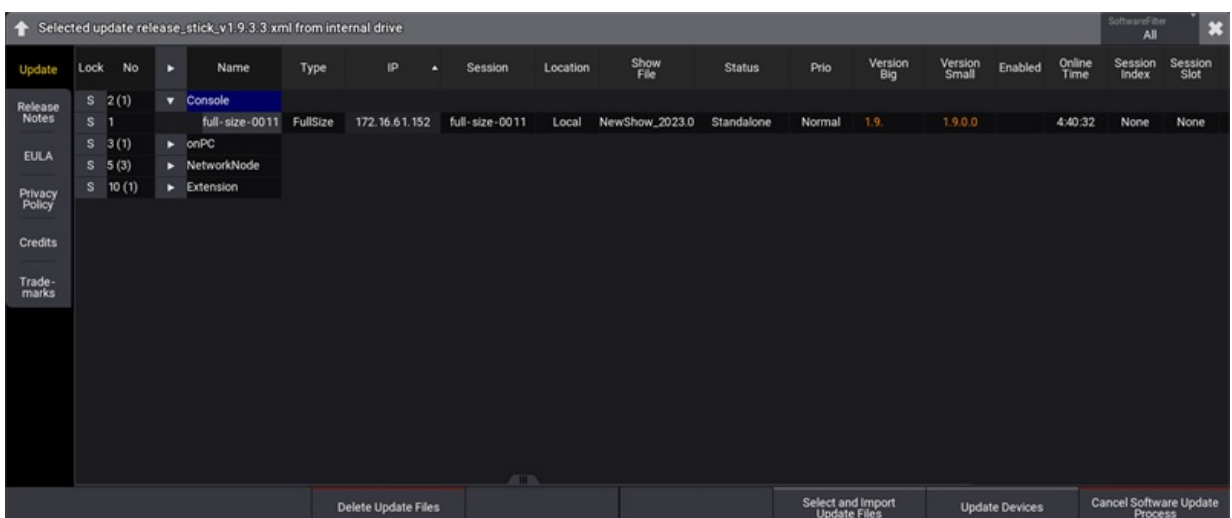 Selected update release_stick_v1.9.3.3.xml from internal drive
SoftwareFilter
All
Update Lock No Name Type IP Session Location Show File Status Prio Version Big Version Small Enabled Online Time Session Index Session Slot
S 2 (1) Console
S 1 full-size-0011 FullSize 172.16.61.152 full-size-0011 Local NewShow_2023.0 Standalone Normal 1.9. 1.9.0.0 4:40:32 None None
S 3 (1) onPC
S 5 (3) NetworkNode
S 10 (1) Extension
Release
Notes
EULA
Privacy
Policy
Credits
Trade-
marks
Delete Update Files
Select and Import
Update Files
Update Devices
Cancel Software Update
Process